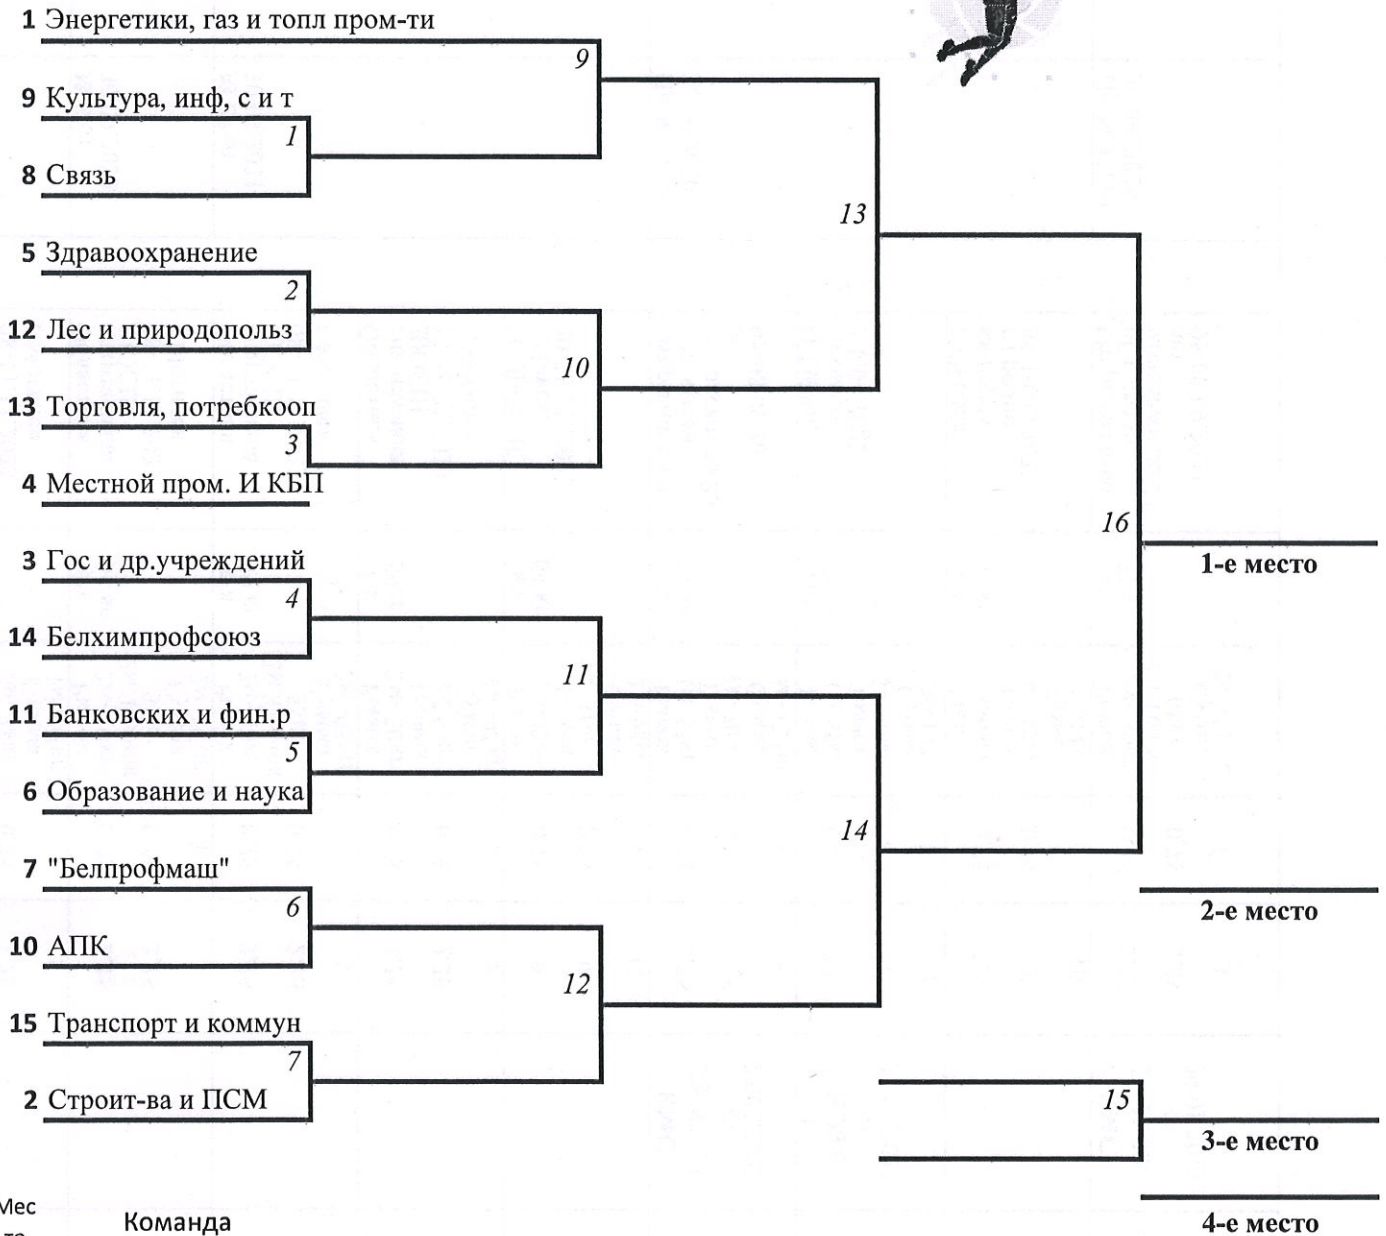 1 Энергетики, газ и топл пром-ти
9
9 Культура, инф, с и т
1
8 Связь
13
5 Здравоохранение
2
12 Лес и природопольз
10
13 Торговля, потребкооп
3
4 Местной пром. И КБП
16
3 Гос и др.учреждений
1-е место
4
14 Белхимпрофсоюз
11
11 Банковских и фин.р
5
6 Образование и наука
14
7 "Белпрофмаш"
6
2-е место
10 АПК
12
15 Транспорт и коммун
7
2 Строит-ва и ПСМ
15
3-е место
Мес
Команда
4-е место